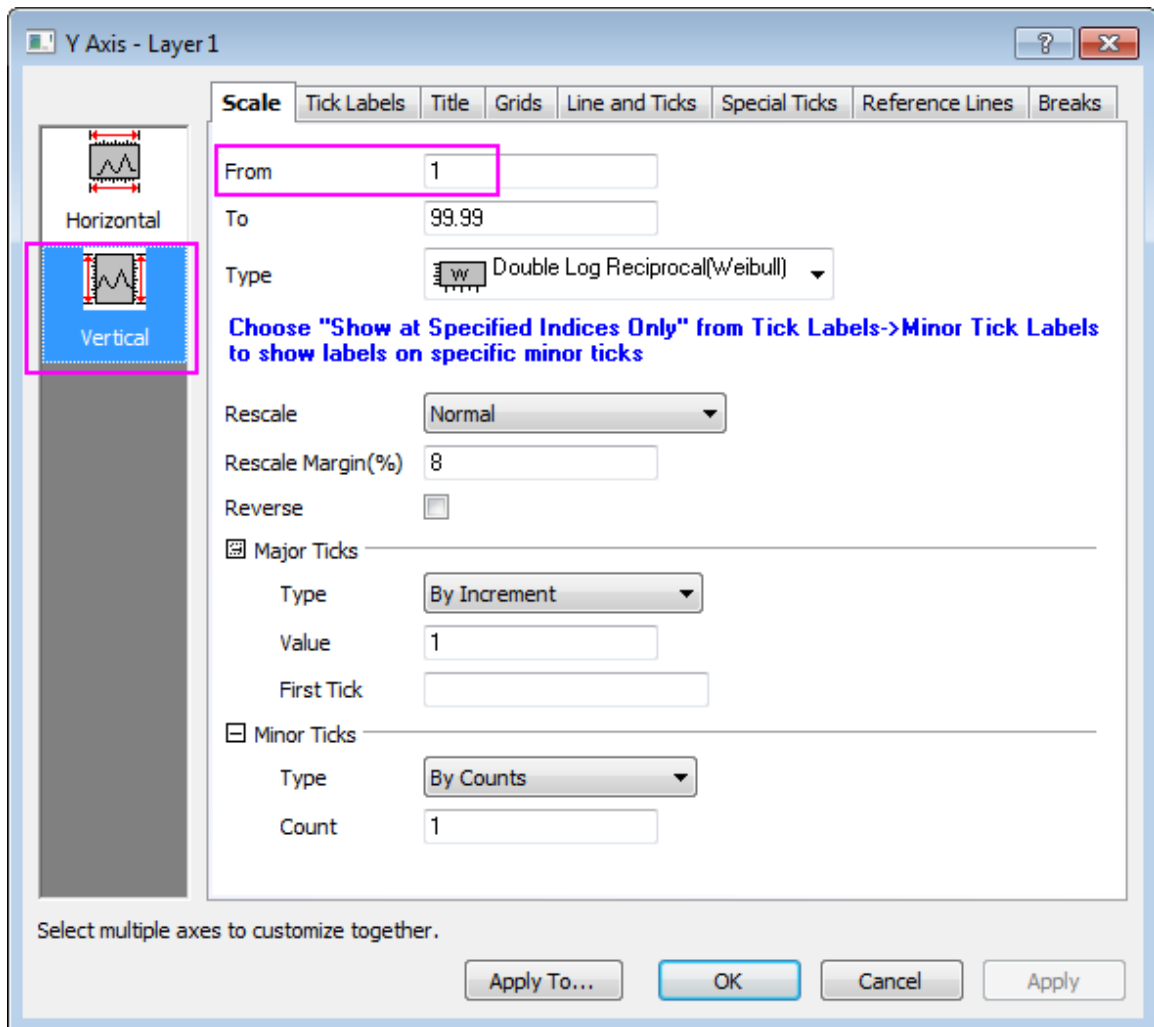 Y Axis - Layer 1
Scale Tick Labels Title Grids Line and Ticks Special Ticks Reference Lines Breaks
Horizontal
Vertical
From 1
To 99.99
Type W Double Log Reciprocal(Weibull)
Choose "Show at Specified Indices Only" from Tick Labels->Minor Tick Labels
to show labels on specific minor ticks
Rescale Normal
Rescale Margin(%) 8
Reverse
Major Ticks
Type By Increment
Value 1
First Tick
Minor Ticks
Type By Counts
Count 1
Select multiple axes to customize together.
Apply To... OK Cancel Apply